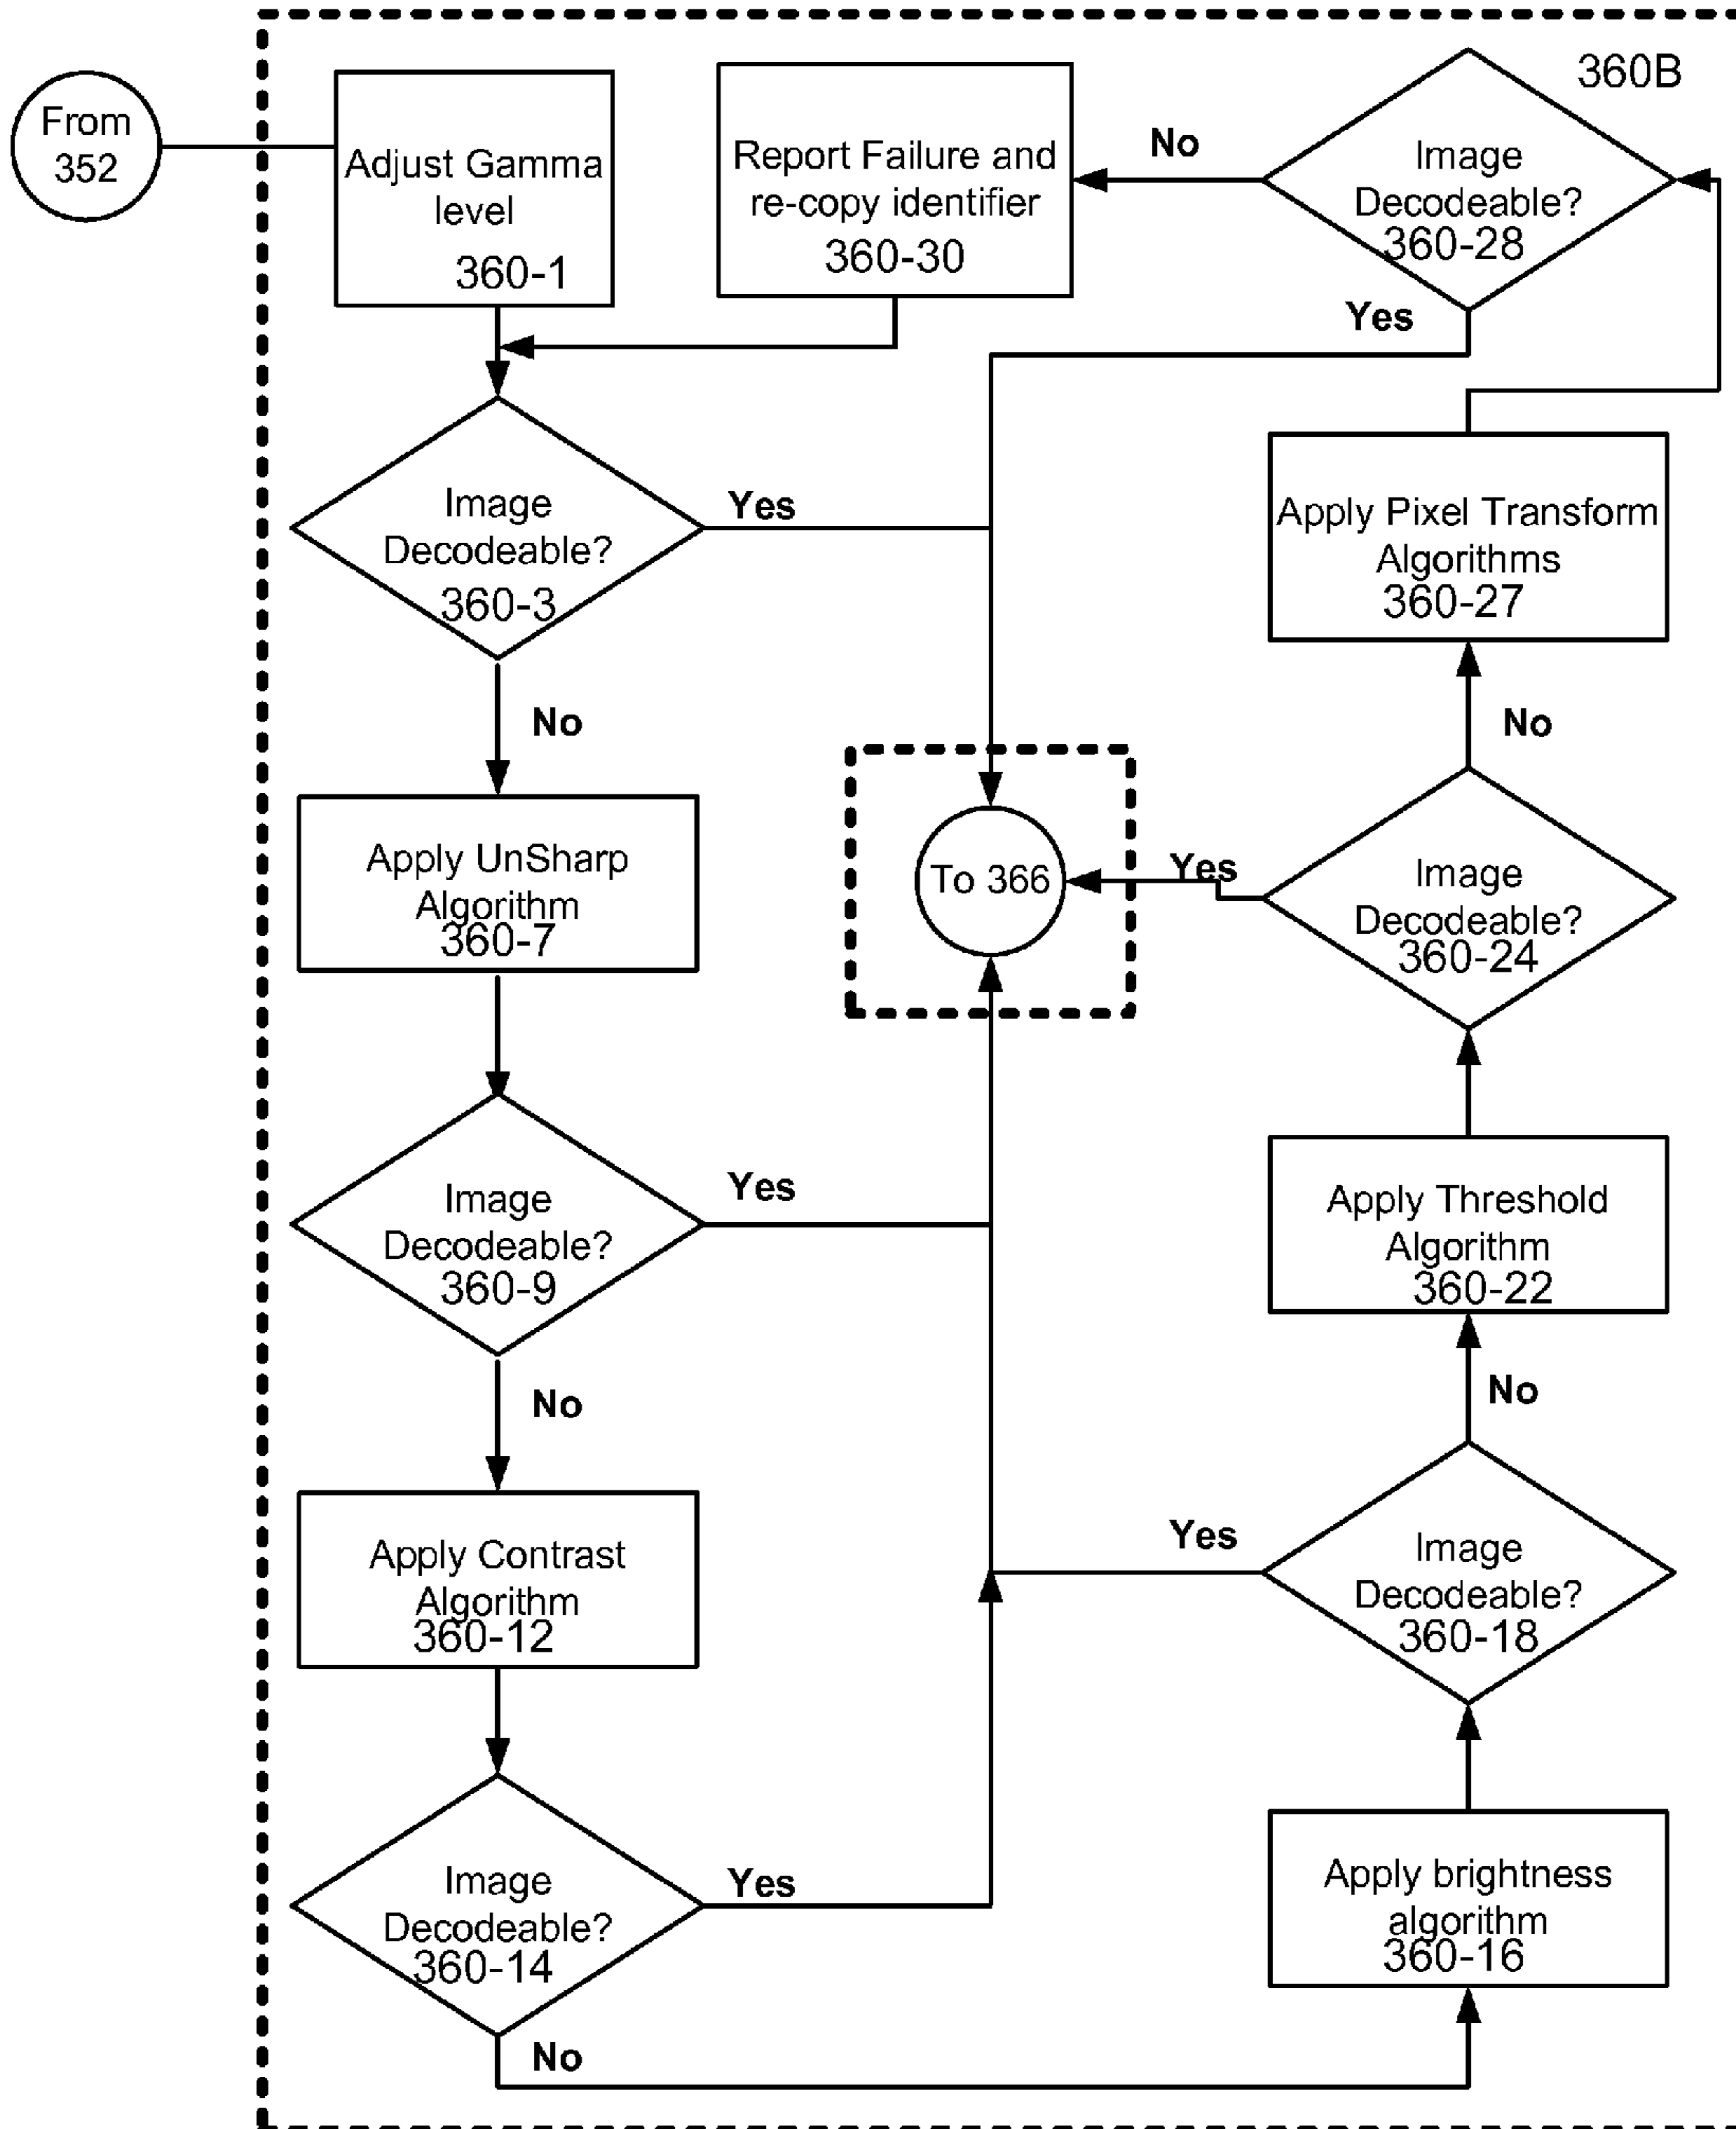 From
352
Adjust Gamma
level
360-1
Report Failure and
re-copy identifier
360-30
No
Image
Decodeable?
360-28
360B
Yes
Image
Decodeable?
360-3
Yes
No
Apply UnSharp
Algorithm
360-7
Image
Decodeable?
360-9
Yes
No
Apply Contrast
Algorithm
360-12
Image
Decodeable?
360-14
Yes
No
Apply brightness
algorithm
360-16
Image
Decodeable?
360-18
Yes
No
Apply Threshold
Algorithm
360-22
Image
Decodeable?
360-24
Yes
To 366
No
Apply Pixel Transform
Algorithms
360-27